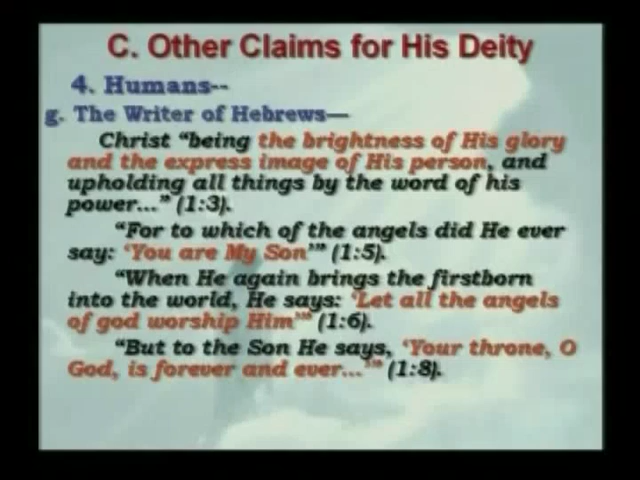 C. Other Claims for His Deity
4. Humans--
g. The Writer of Hebrews—
Christ “being the brightness of His glory
and the express image of His person, and
upholding all things by the word of his
power...” (1:3).
“For to which of the angels did He ever
say: ‘You are My Son’” (1:5).
“When He again brings the firstborn
into the world, He says: ‘Let all the angels
of god worship Him’” (1:6).
“But to the Son He says, ‘Your throne, O
God, is forever and ever...’” (1:8).